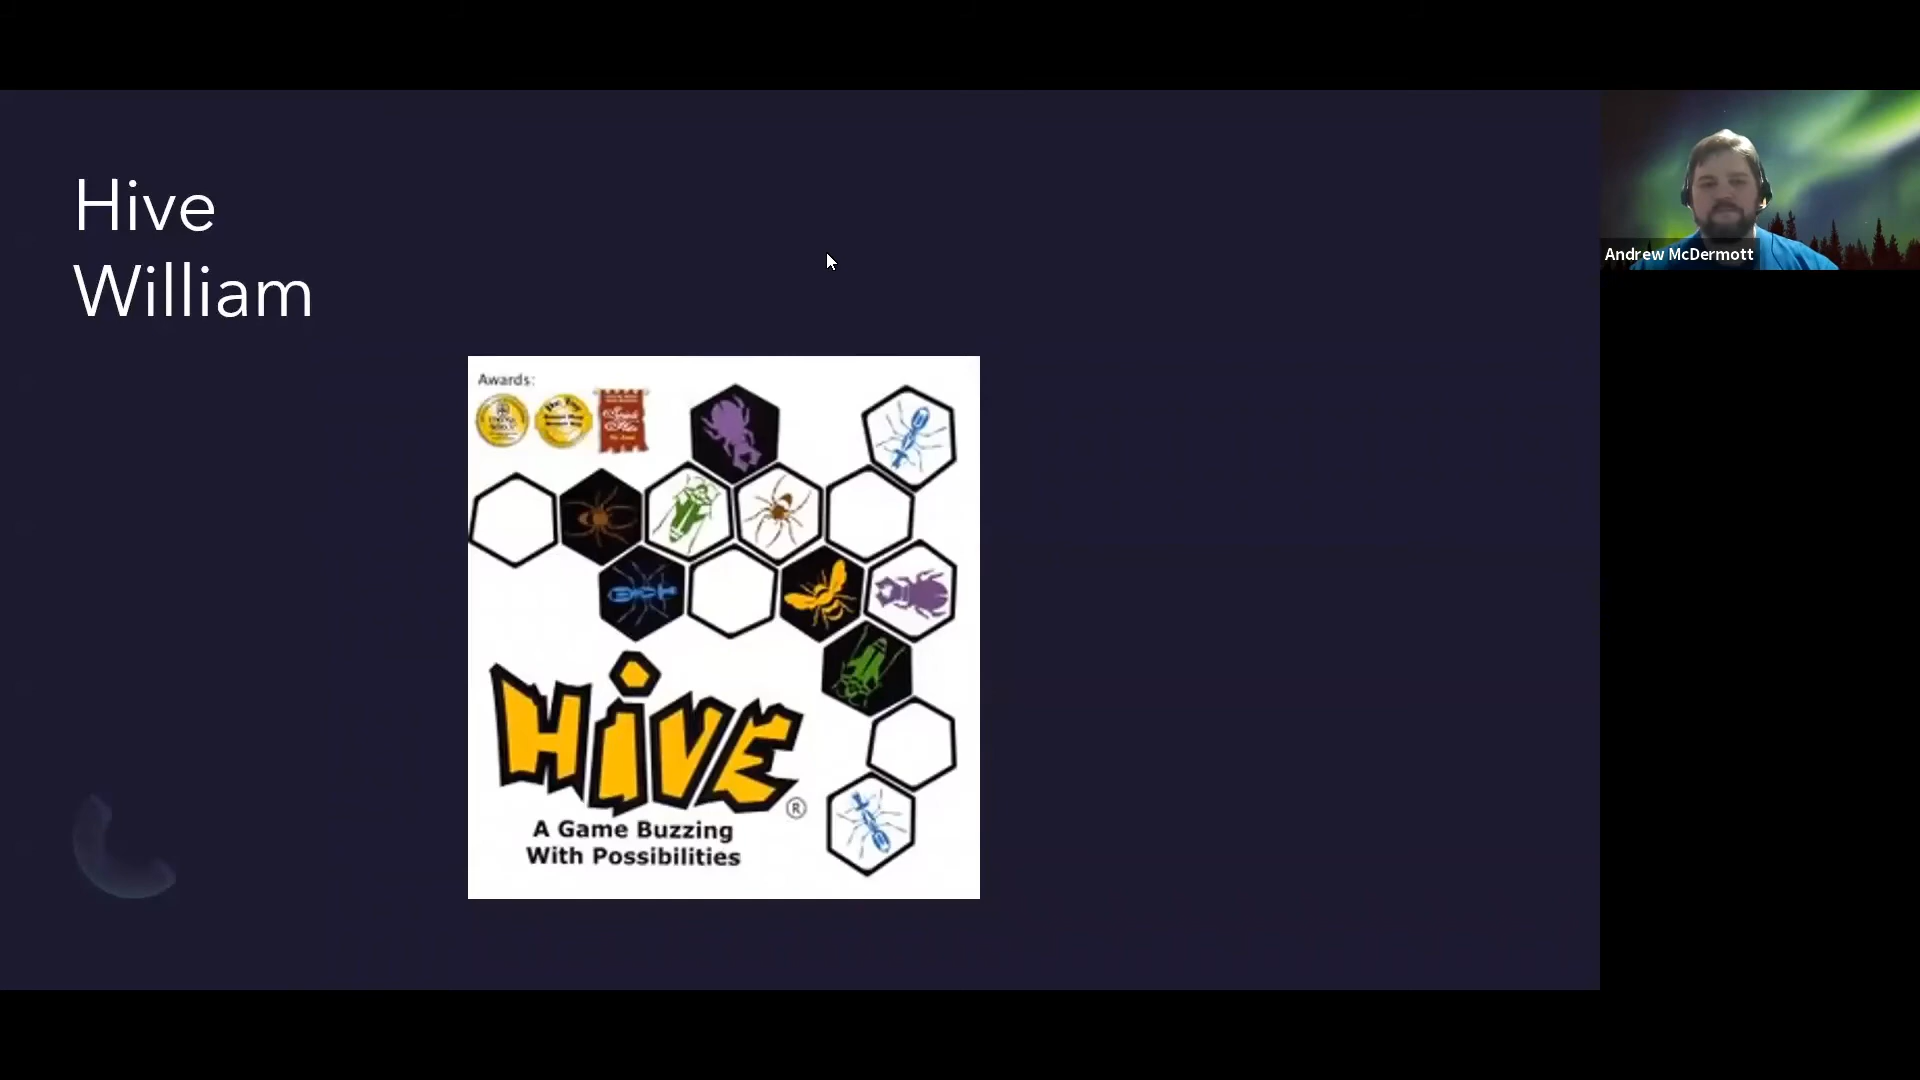 Hive
William
Andrew McDermott
Awards:
HiVE®
A Game Buzzing
With Possibilities